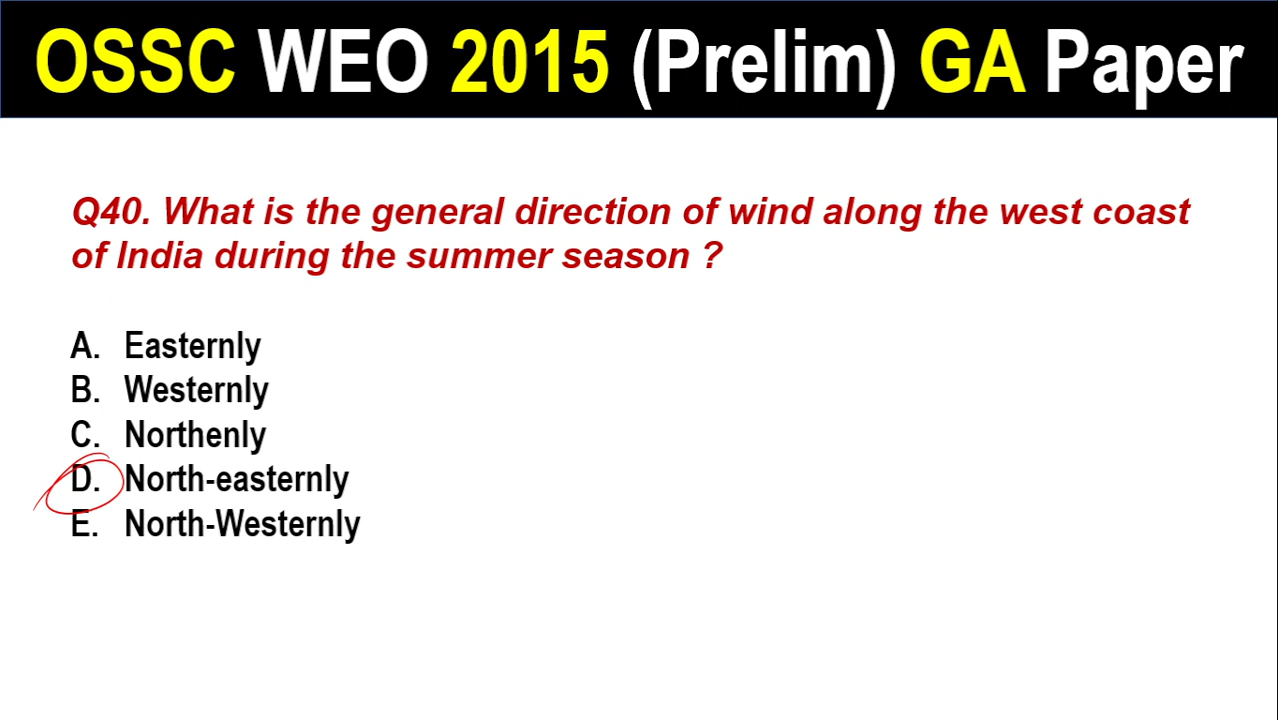 OSSC WEO 2015 (Prelim) GA Paper
Q40. What is the general direction of wind along the west coast
of India during the summer season ?
A. Easternly
B. Westernly
C. Northenly
D. North-easternly
E. North-Westernly